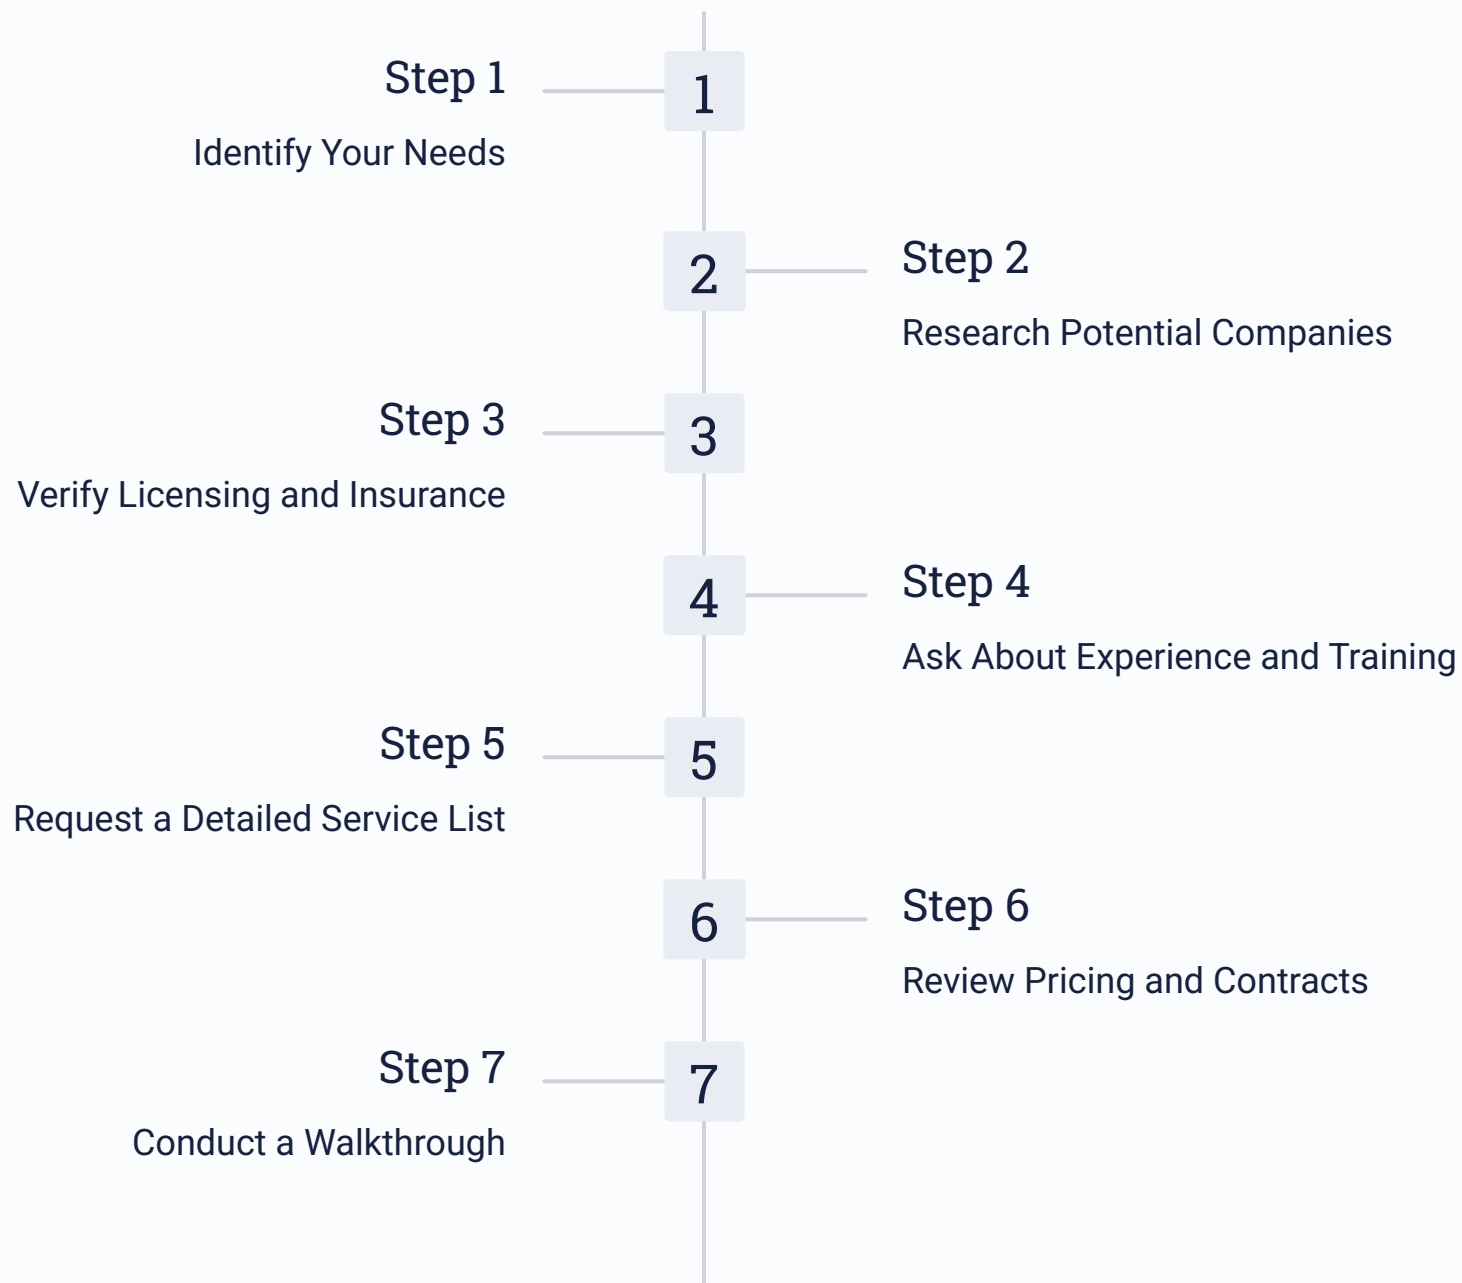 Step 1
1
Identify Your Needs
2
Step 2
Research Potential Companies
Step 3
3
Verify Licensing and Insurance
4
Step 4
Ask About Experience and Training
Step 5
5
Request a Detailed Service List
6
Step 6
Review Pricing and Contracts
Step 7
7
Conduct a Walkthrough